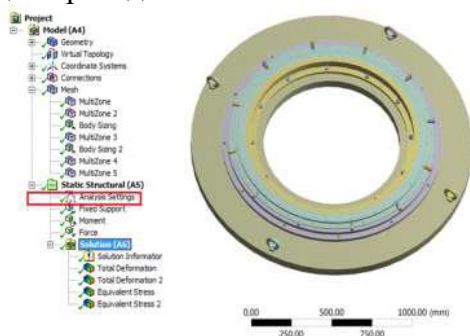 Project
Model (A4)
Geometry
Virtual Topology
Coordinate Systems
Connections
Mesh
MultiZone
MultiZone 2
Body Sizing
MultiZone 3
Body Sizing 2
MultiZone 4
MultiZone 5
Static Structural (A5)
Analysis Settings
Fixed Support
Moment
Force
Solution (A6)
Solution Informatior
Total Deformation
Total Deformation 2
Equivalent Stress
Equivalent Stress 2
0.00 500.00 1000.00 (mm)
250.00 750.00